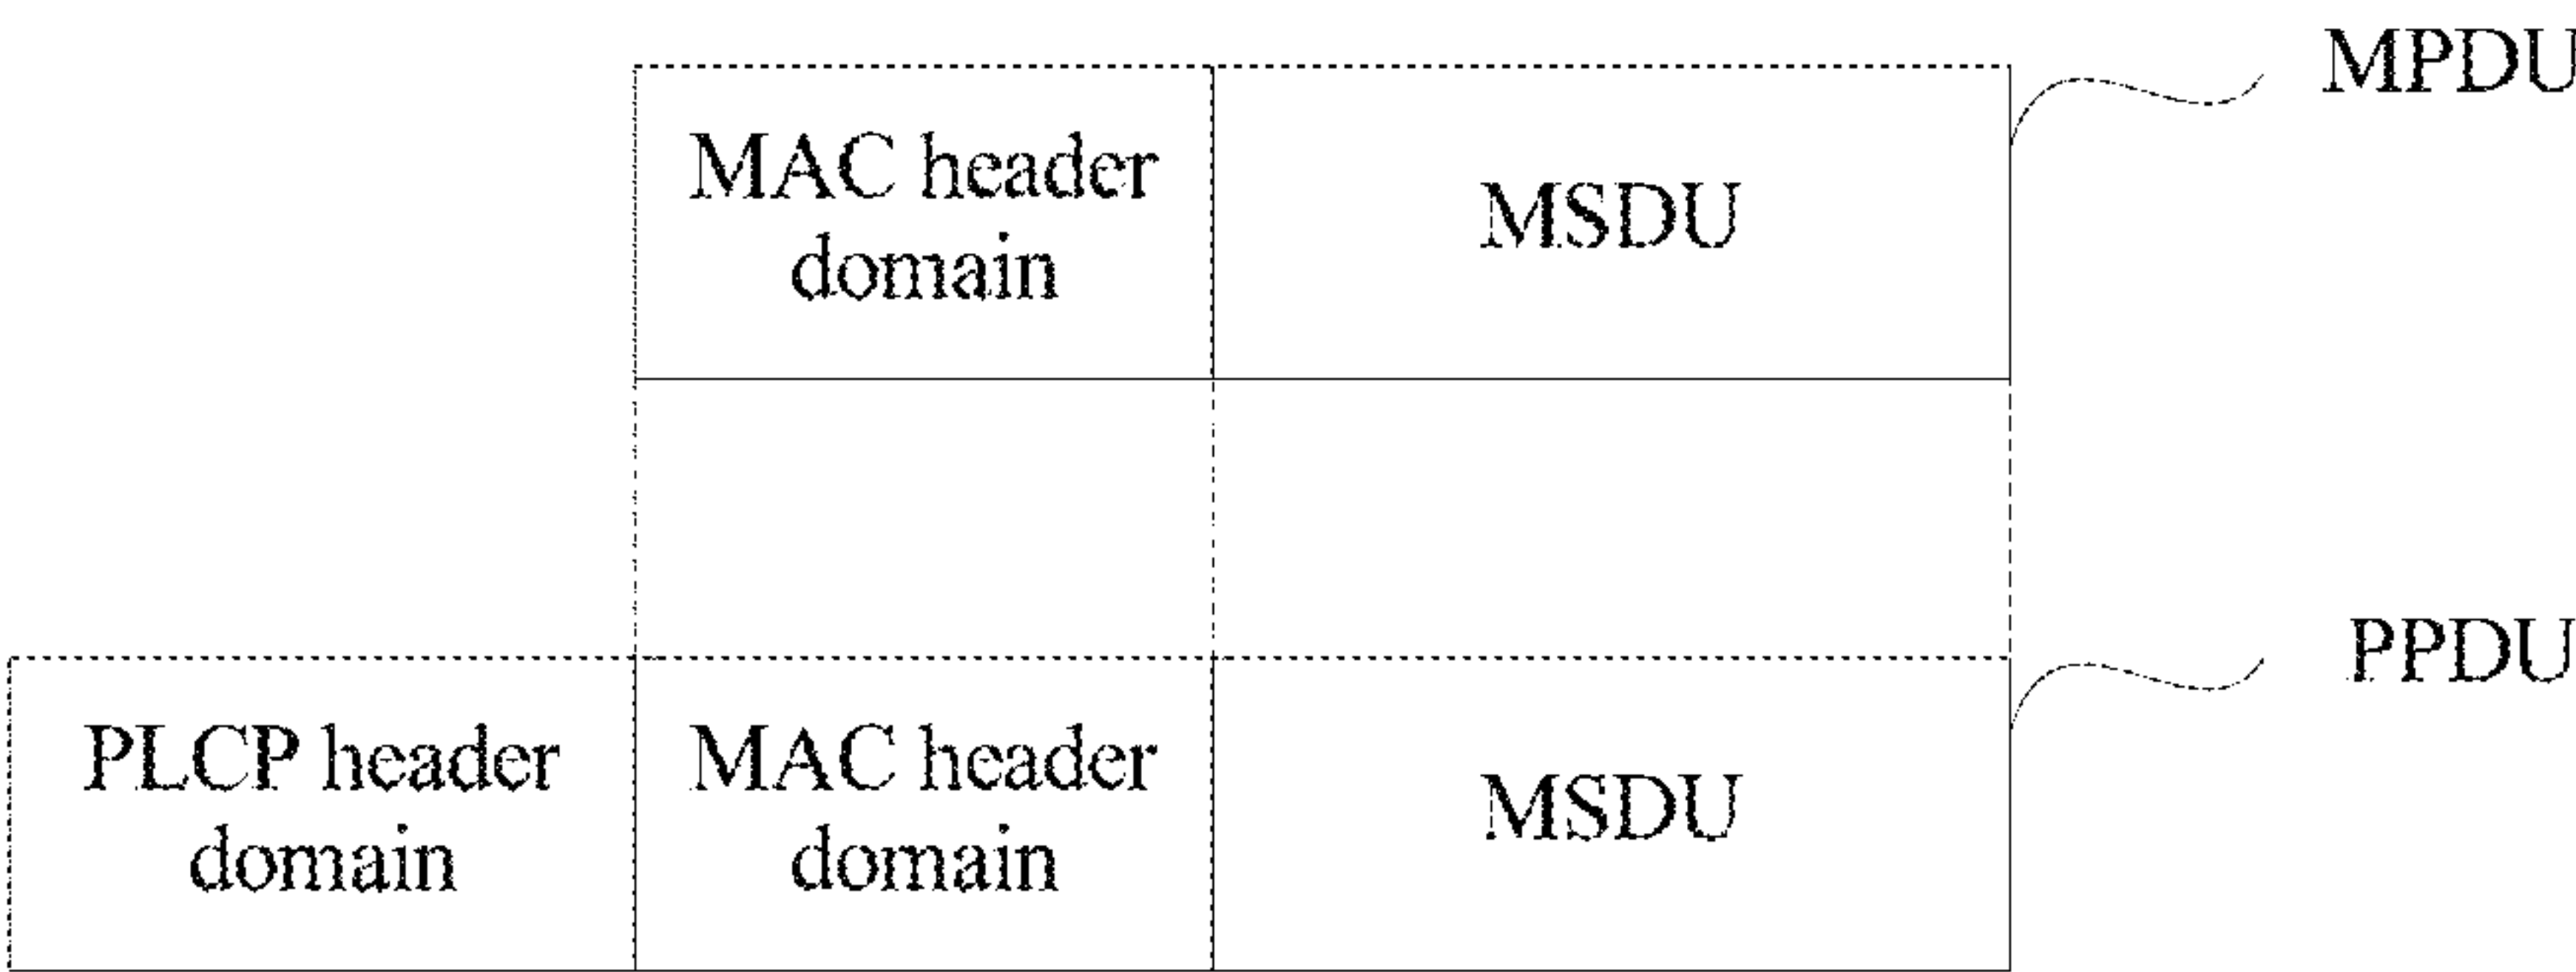 MPDU
MAC header
domain
MSDU
PPDU
PLCP header
domain
MAC header
domain
MSDU